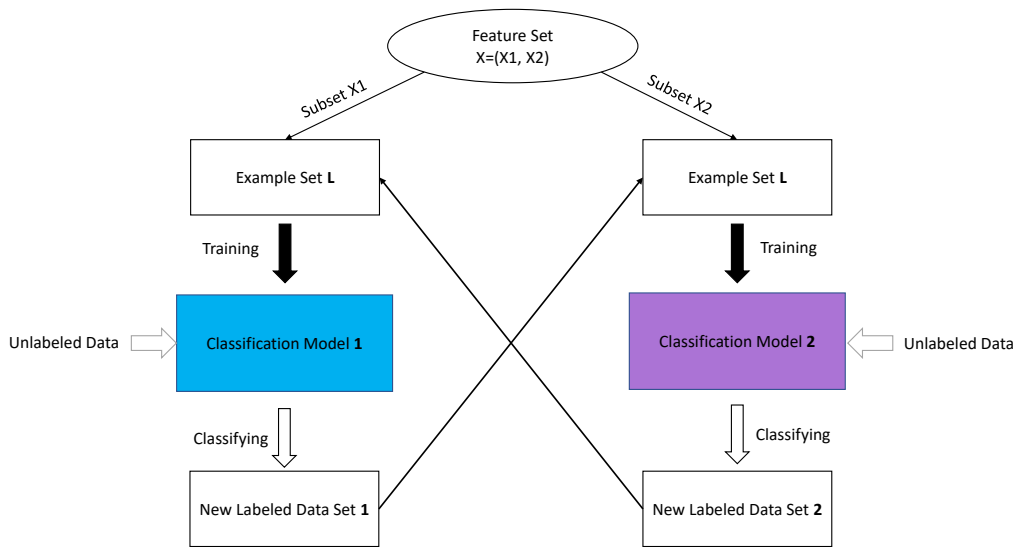 Feature Set
X=(X1, X2)
Subset X1
Subset X2
Example Set L
Example Set L
Training
Training
Unlabeled Data
Classification Model 1
Classification Model 2
Unlabeled Data
Classifying
Classifying
New Labeled Data Set 1
New Labeled Data Set 2